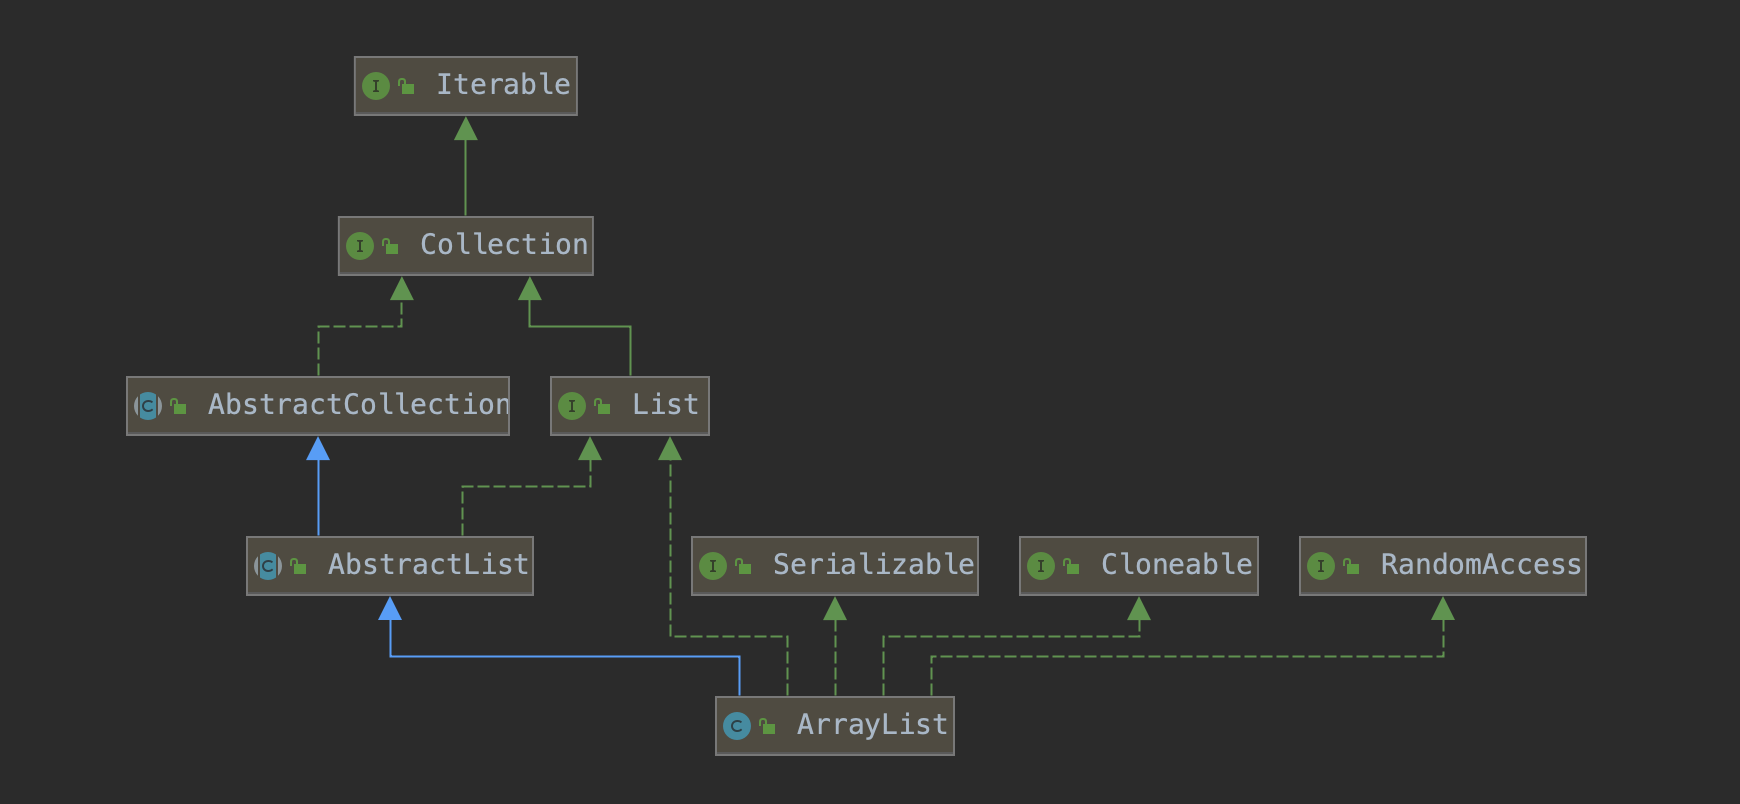 Iterable
Collection
AbstractCollection
List
AbstractList
Serializable
Cloneable
RandomAccess
ArrayList